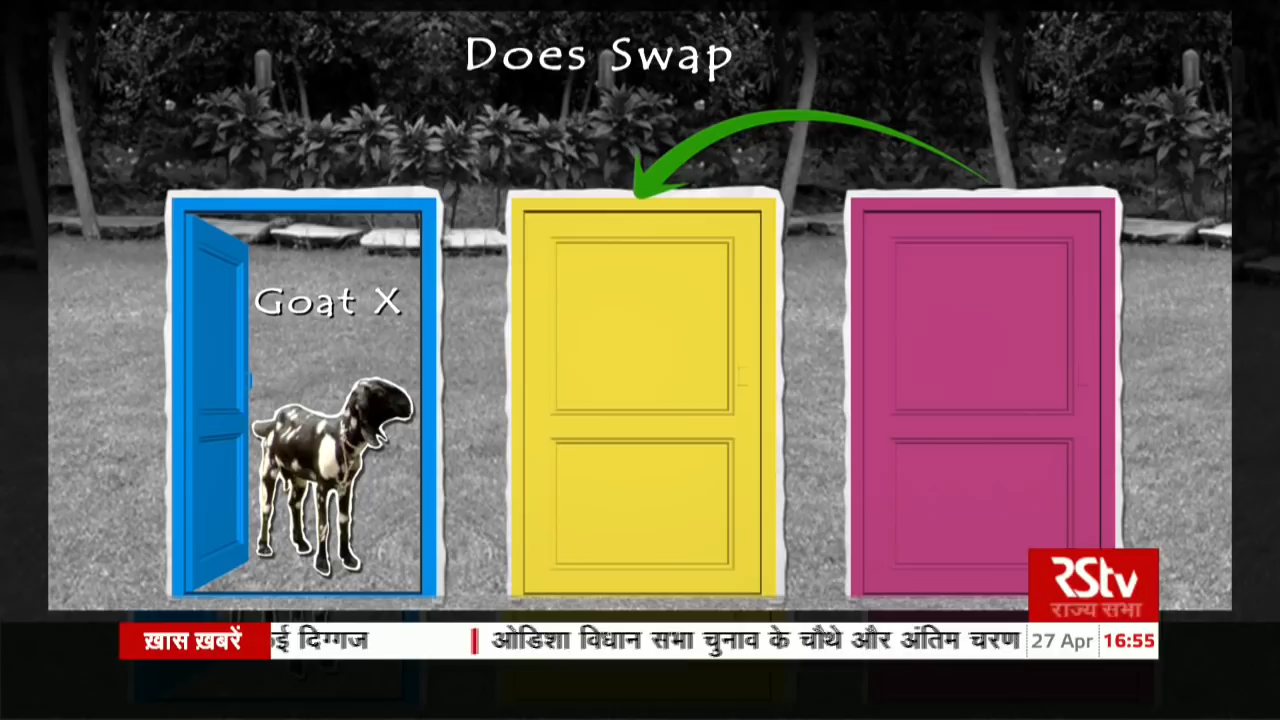 Does Swap
Goat X
RStv
राज्य सभा
ख़ास ख़बरें
दिग्गज | ओडिशा विधान सभा चुनाव के चौथे और अंतिम चरण
27 Apr
16:55